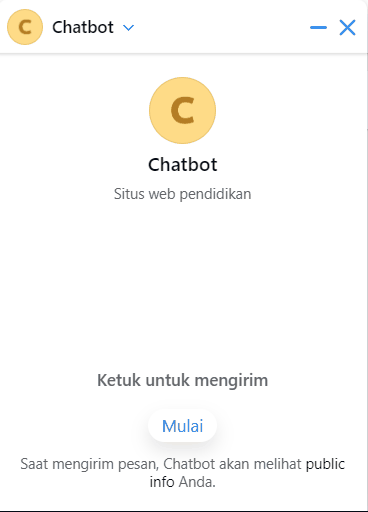 C Chatbot
C
Chatbot
Situs web pendidikan
Ketuk untuk mengirim
Mulai
Saat mengirim pesan, Chatbot akan melihat public
info Anda.